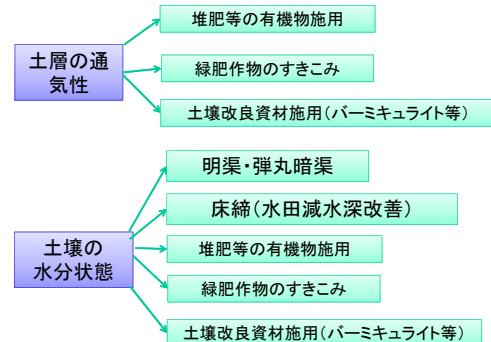 堆肥等の有機物施用
土層の通
気性
緑肥作物のすきこみ
土壌改良資材施用(バーミキュライト等)
明渠・弾丸暗渠
床締(水田減水深改善)
土壌の
水分状態
堆肥等の有機物施用
緑肥作物のすきこみ
土壌改良資材施用(バーミキュライト等)